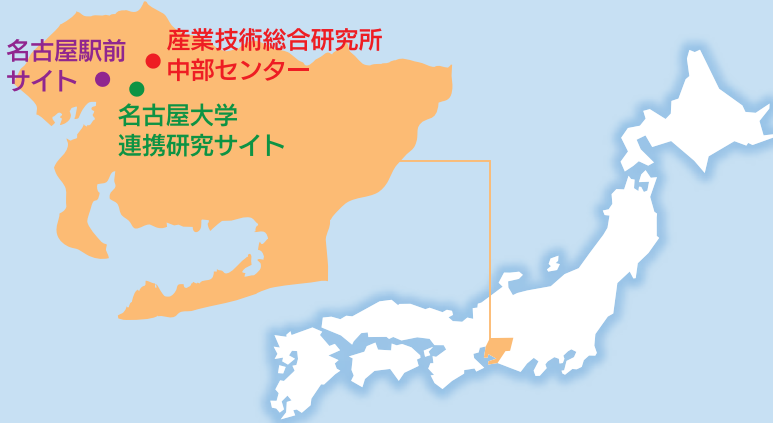 産業技術総合研究所
中部センター
名古屋駅前
サイト
名古屋大学
連携研究サイト